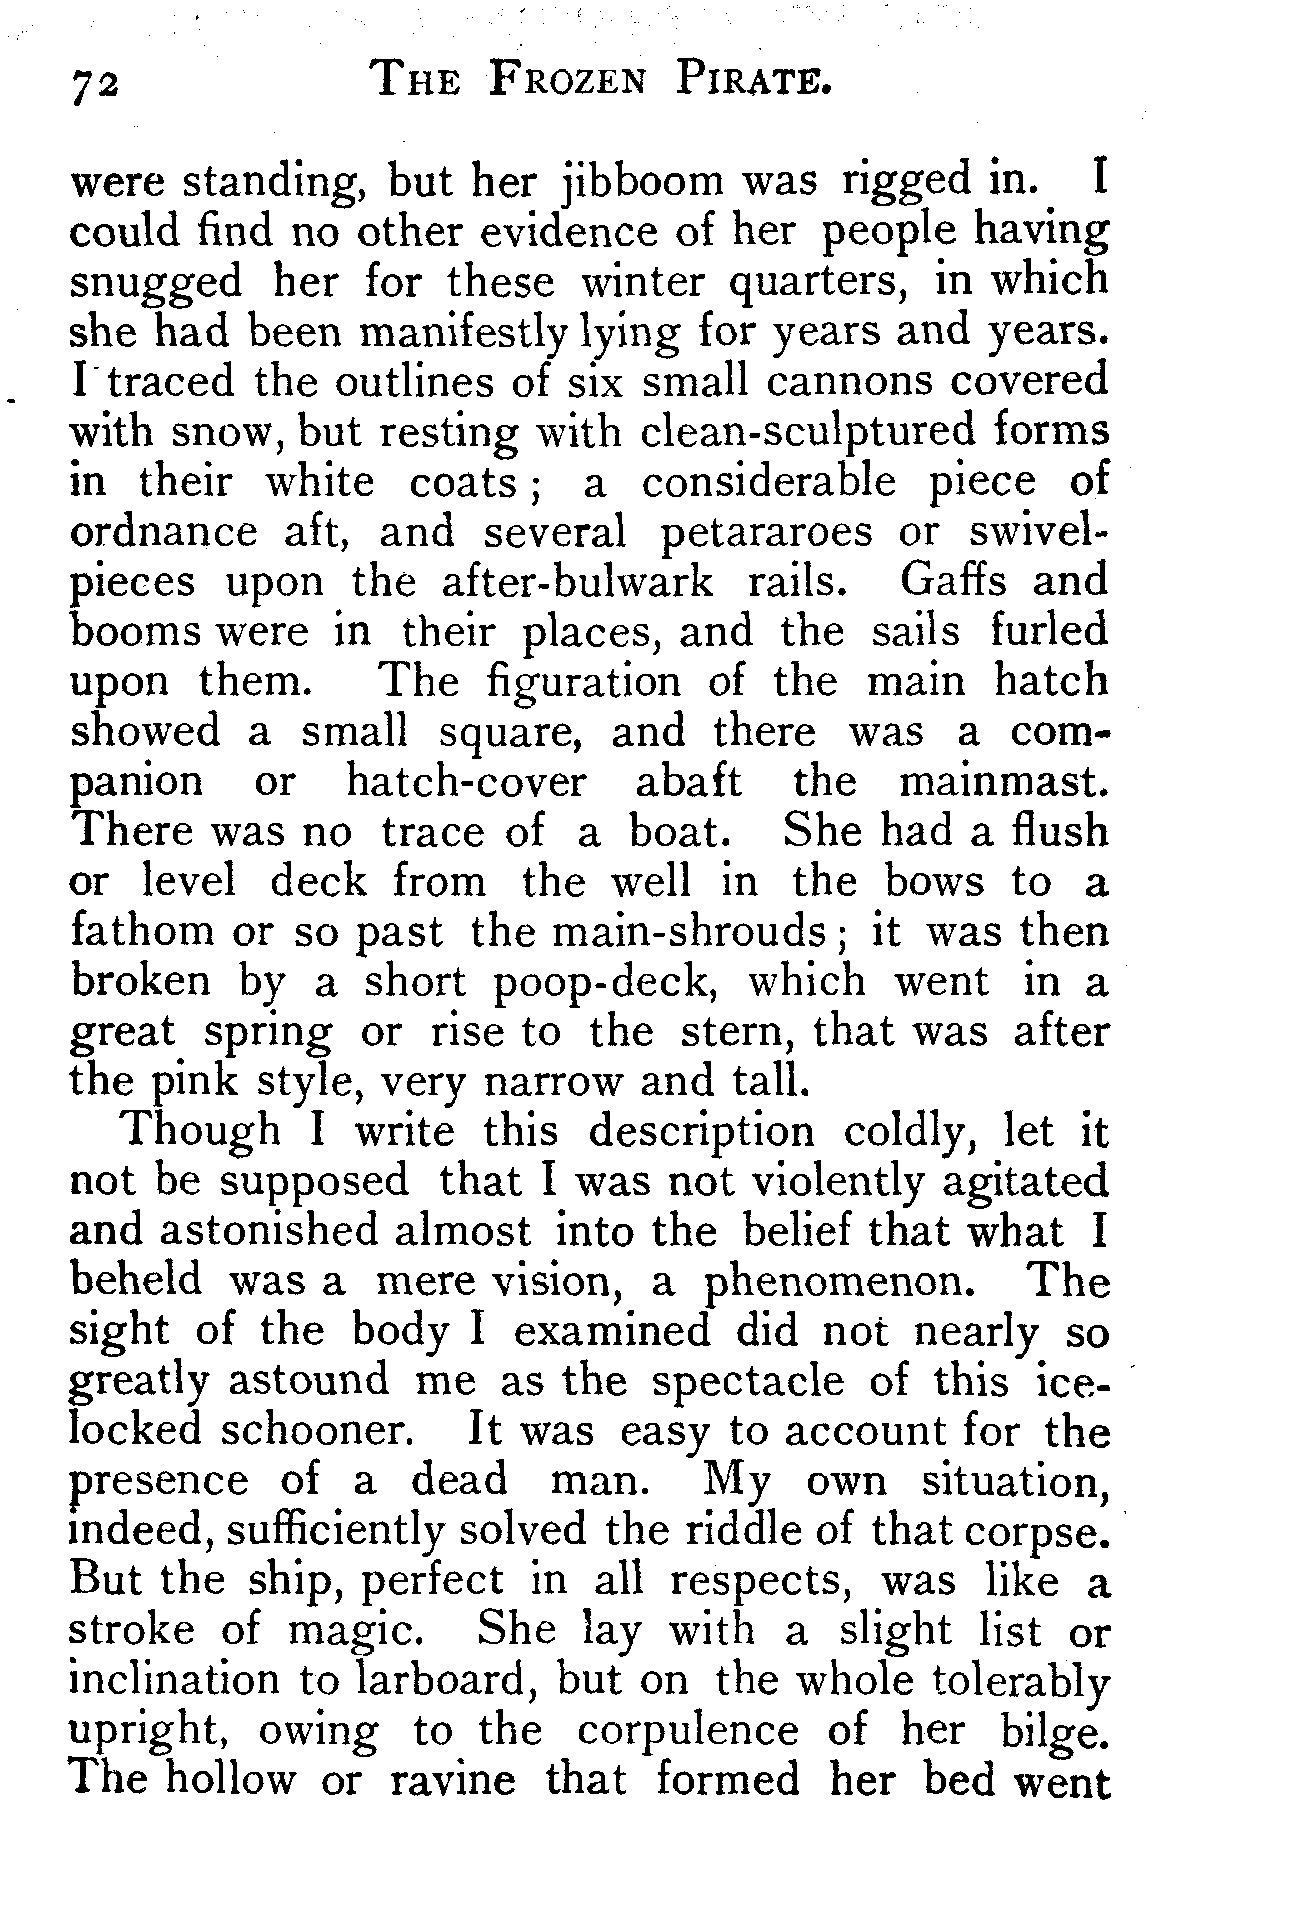 72 THE FROZEN PIRATE.
were standing, but her jibboom was rigged in. I
could find no other evidence of her people having
snugged her for these winter quarters, in which
she had been manifestly lying for years and years.
I traced the outlines of six small cannons covered
with snow, but resting with clean-sculptured forms
in their white coats ; a considerable piece of
ordnance aft, and several petararoes or swivel-
pieces upon the after-bulwark rails. Gaffs and
booms were in their places, and the sails furled
upon them. The figuration of the main hatch
showed a small square, and there was a com-
panion or hatch-cover abaft the mainmast.
There was no trace of a boat. She had a flush
or level deck from the well in the bows to a
fathom or so past the main-shrouds ; it was then
broken by a short poop-deck, which went in a
great spring or rise to the stern, that was after
the pink style, very narrow and tall.
Though I write this description coldly, let it
not be supposed that I was not violently agitated
and astonished almost into the belief that what I
beheld was a mere vision, a phenomenon. The
sight of the body I examined did not nearly so
greatly astound me as the spectacle of this ice-
locked schooner. It was easy to account for the
presence of a dead man. My own situation,
indeed, sufficiently solved the riddle of that corpse.
But the ship, perfect in all respects, was like a
stroke of magic. She lay with a slight list or
inclination to larboard, but on the whole tolerably
upright, owing to the corpulence of her bilge.
The hollow or ravine that formed her bed went